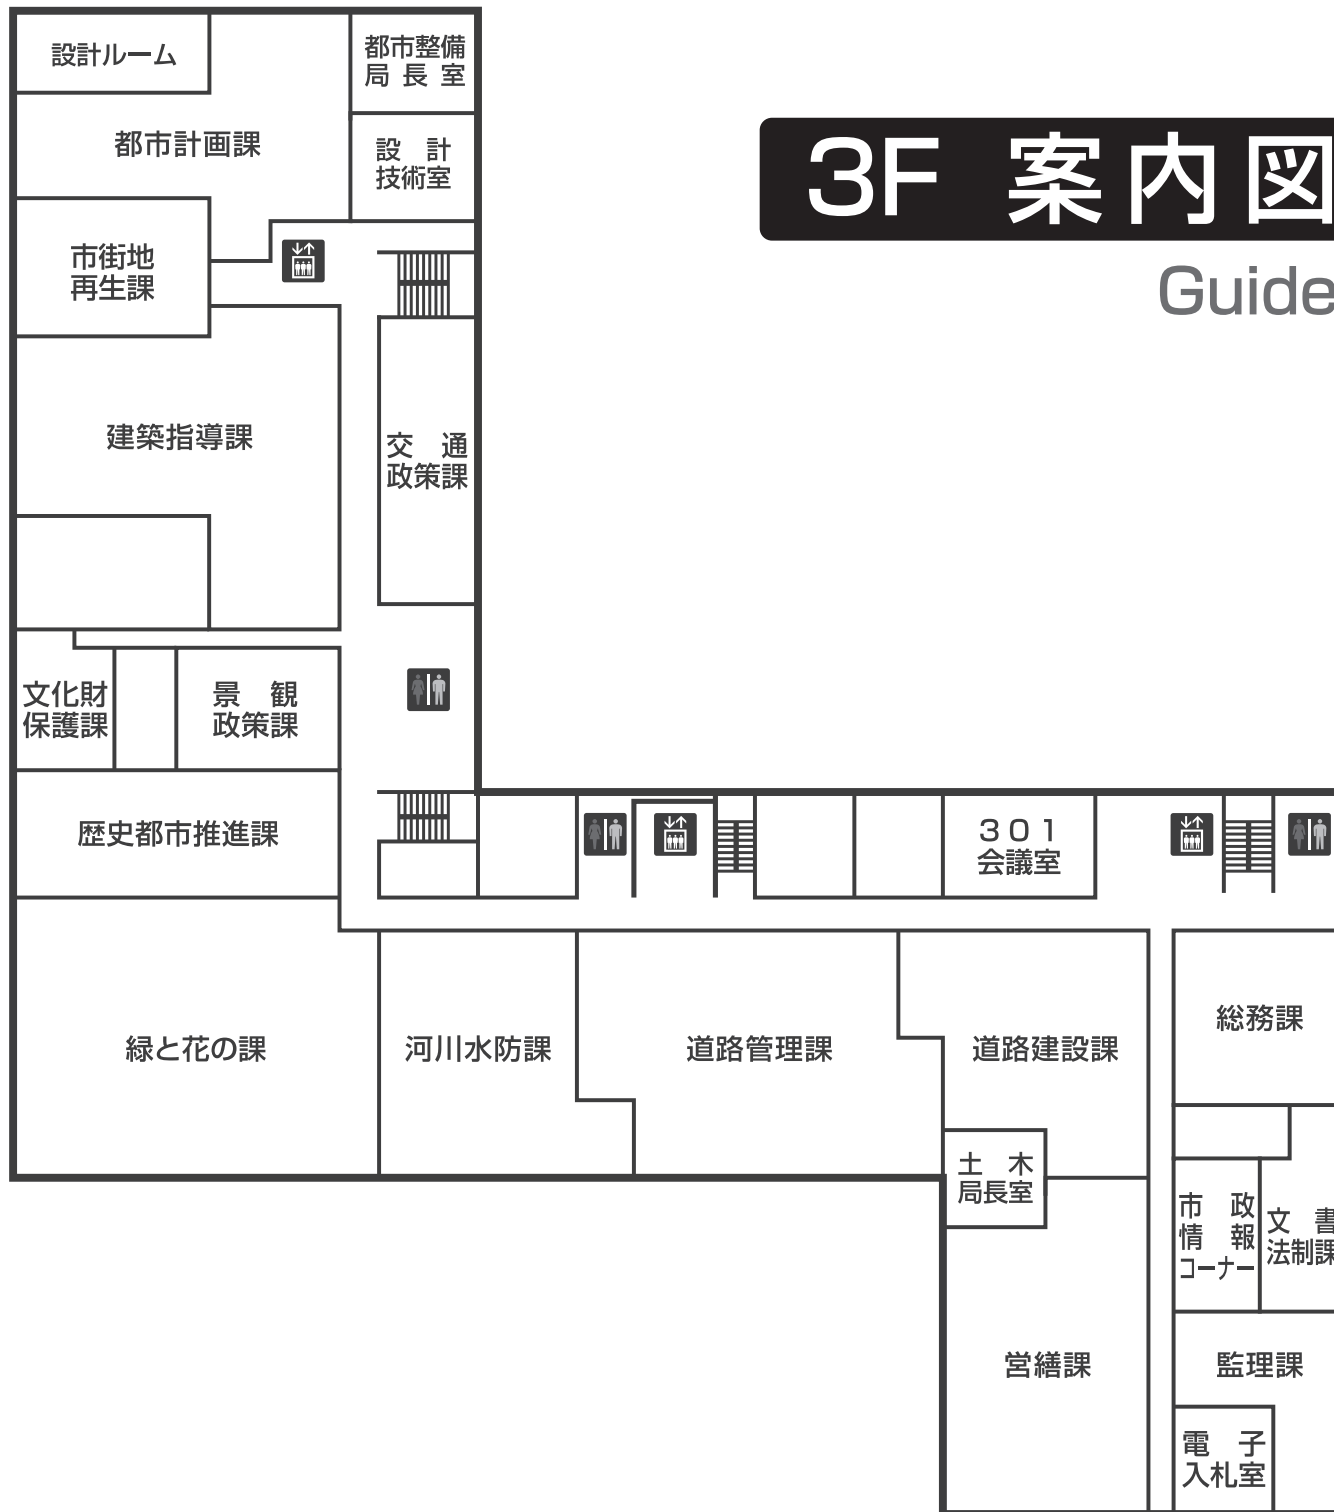 設計ルーム
都市整備
局長室
都市計画課
設計
技術室
3F 案内図
Guide
市街地
再生課
建築指導課
交通
政策課
文化財
保護課
景観
政策課
歴史都市推進課
301
会議室
緑と花の課
河川水防課
道路管理課
道路建設課
総務課
土木
局長室
市政
情報
コーナー
文書
法制課
営繕課
監理課
電子
入札室